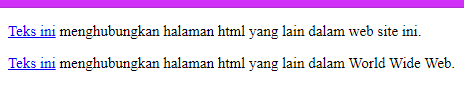 Teks ini menghubungkan halaman html yang lain dalam web site ini.
Teks ini menghubungkan halaman html yang lain dalam World Wide Web.